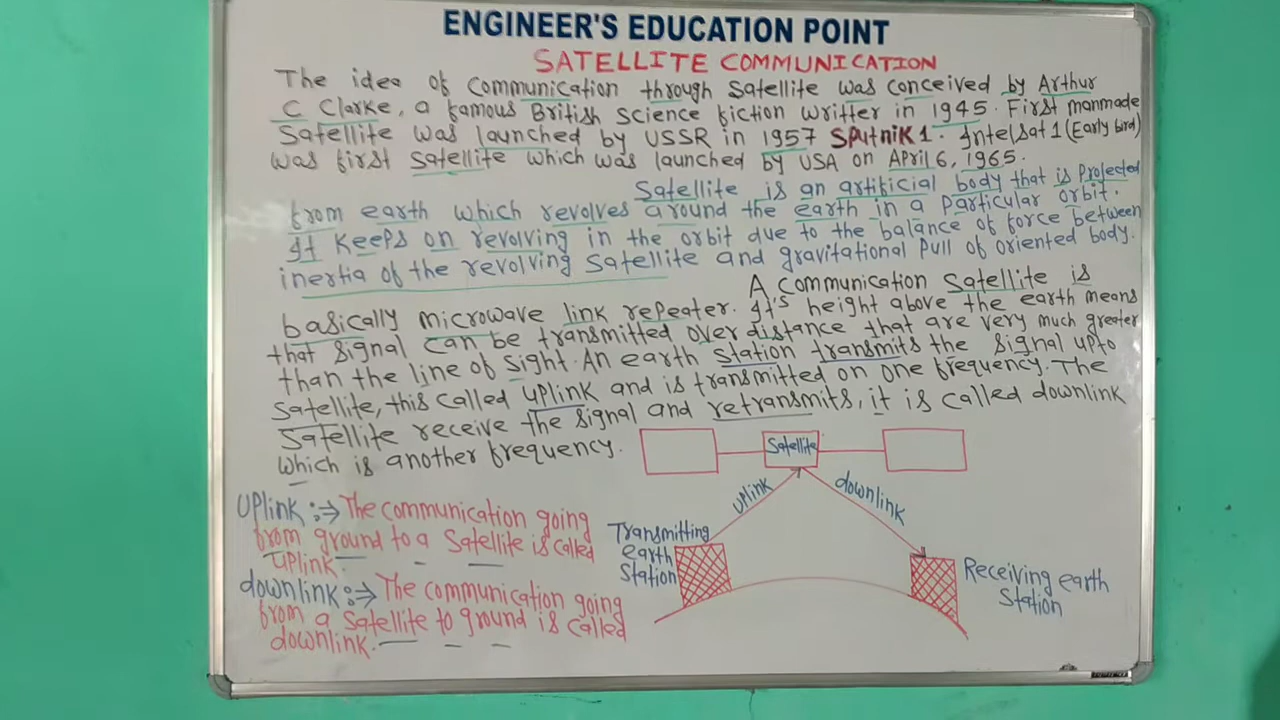 ENGINEER'S EDUCATION POINT
SATELLITE COMMUNICATION
The idea of communication through satellite was conceived by Arthur
C Clarke, a famous British science fiction writter in 1945. First manmade
Satellite was launched by USSR in 1957 SPutniK 1. Intelsat 1 (Early bird)
was first satellite which was launched by USA on April 6, 1965.
Satellite is an artificial body that is Projected
from earth which revolves around the earth in a particular orbit.
It keeps on revolving in the orbit due to the balance of force between
inertia of the revolving satellite and gravitational pull of oriented body.
A communication satellite is
basically microwave link repeater. It's height above the earth means
that signal can be transmitted over distance that are very much greater
than the line of sight. An earth station transmits the signal upto
satellite, this called uplink and is transmitted on one frequency. The
Satellite receive the signal and retransmits, it is called downlink
which is another frequency.
Satellite
uplink
downlink
Transmitting
earth
Station
Receiving earth
Station
UPlink :→ The communication going
from ground to a satellite is called
uplink.
downlink :→ The communication going
from a satellite to ground is called
downlink.